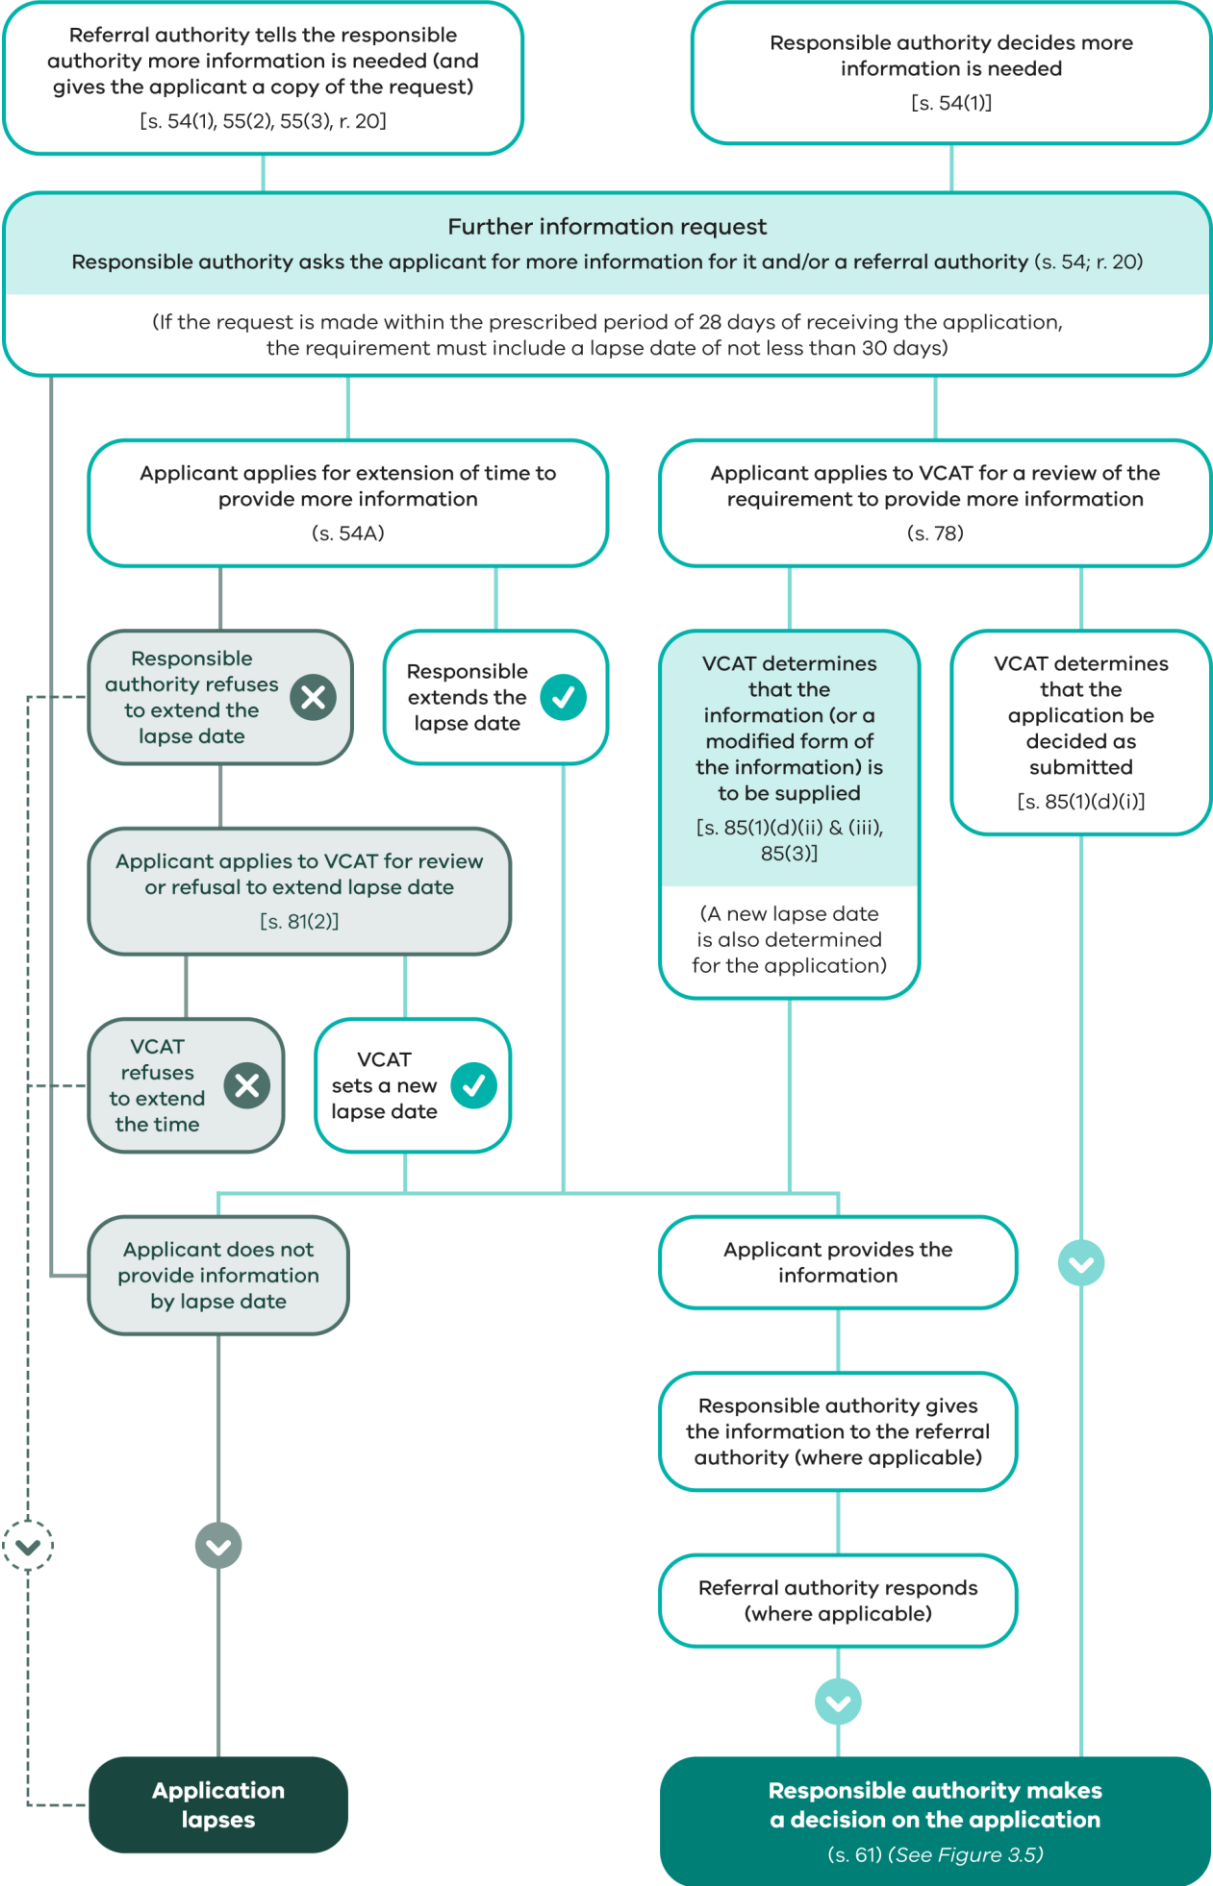 Referral authority tells the responsible
authority more information is needed (and
gives the applicant a copy of the request)
[s. 54(1), 55(2), 55(3), r. 20]
Responsible authority decides more
information is needed
[s. 54(1)]
Further information request
Responsible authority asks the applicant for more information for it and/or a referral authority (s. 54; r. 20)
(If the request is made within the prescribed period of 28 days of receiving the application,
the requirement must include a lapse date of not less than 30 days)
Applicant applies for extension of time to
provide more information
(s. 54A)
Applicant applies to VCAT for a review of the
requirement to provide more information
(s. 78)
Responsible
authority refuses
to extend the
lapse date
Responsible
extends the
lapse date
VCAT determines
that the
information (or a
modified form of
the information) is
to be supplied
[s. 85(1)(d)(ii) & (iii),
85(3)]
(A new lapse date
is also determined
for the application)
VCAT determines
that the
application be
decided as
submitted
[s. 85(1)(d)(i)]
Applicant applies to VCAT for review
or refusal to extend lapse date
[s. 81(2)]
VCAT
refuses
to extend
the time
VCAT
sets a new
lapse date
Applicant does not
provide information
by lapse date
Applicant provides the
information
Responsible authority gives
the information to the referral
authority (where applicable)
Referral authority responds
(where applicable)
Application
lapses
Responsible authority makes
a decision on the application
(s. 61) (See Figure 3.5)